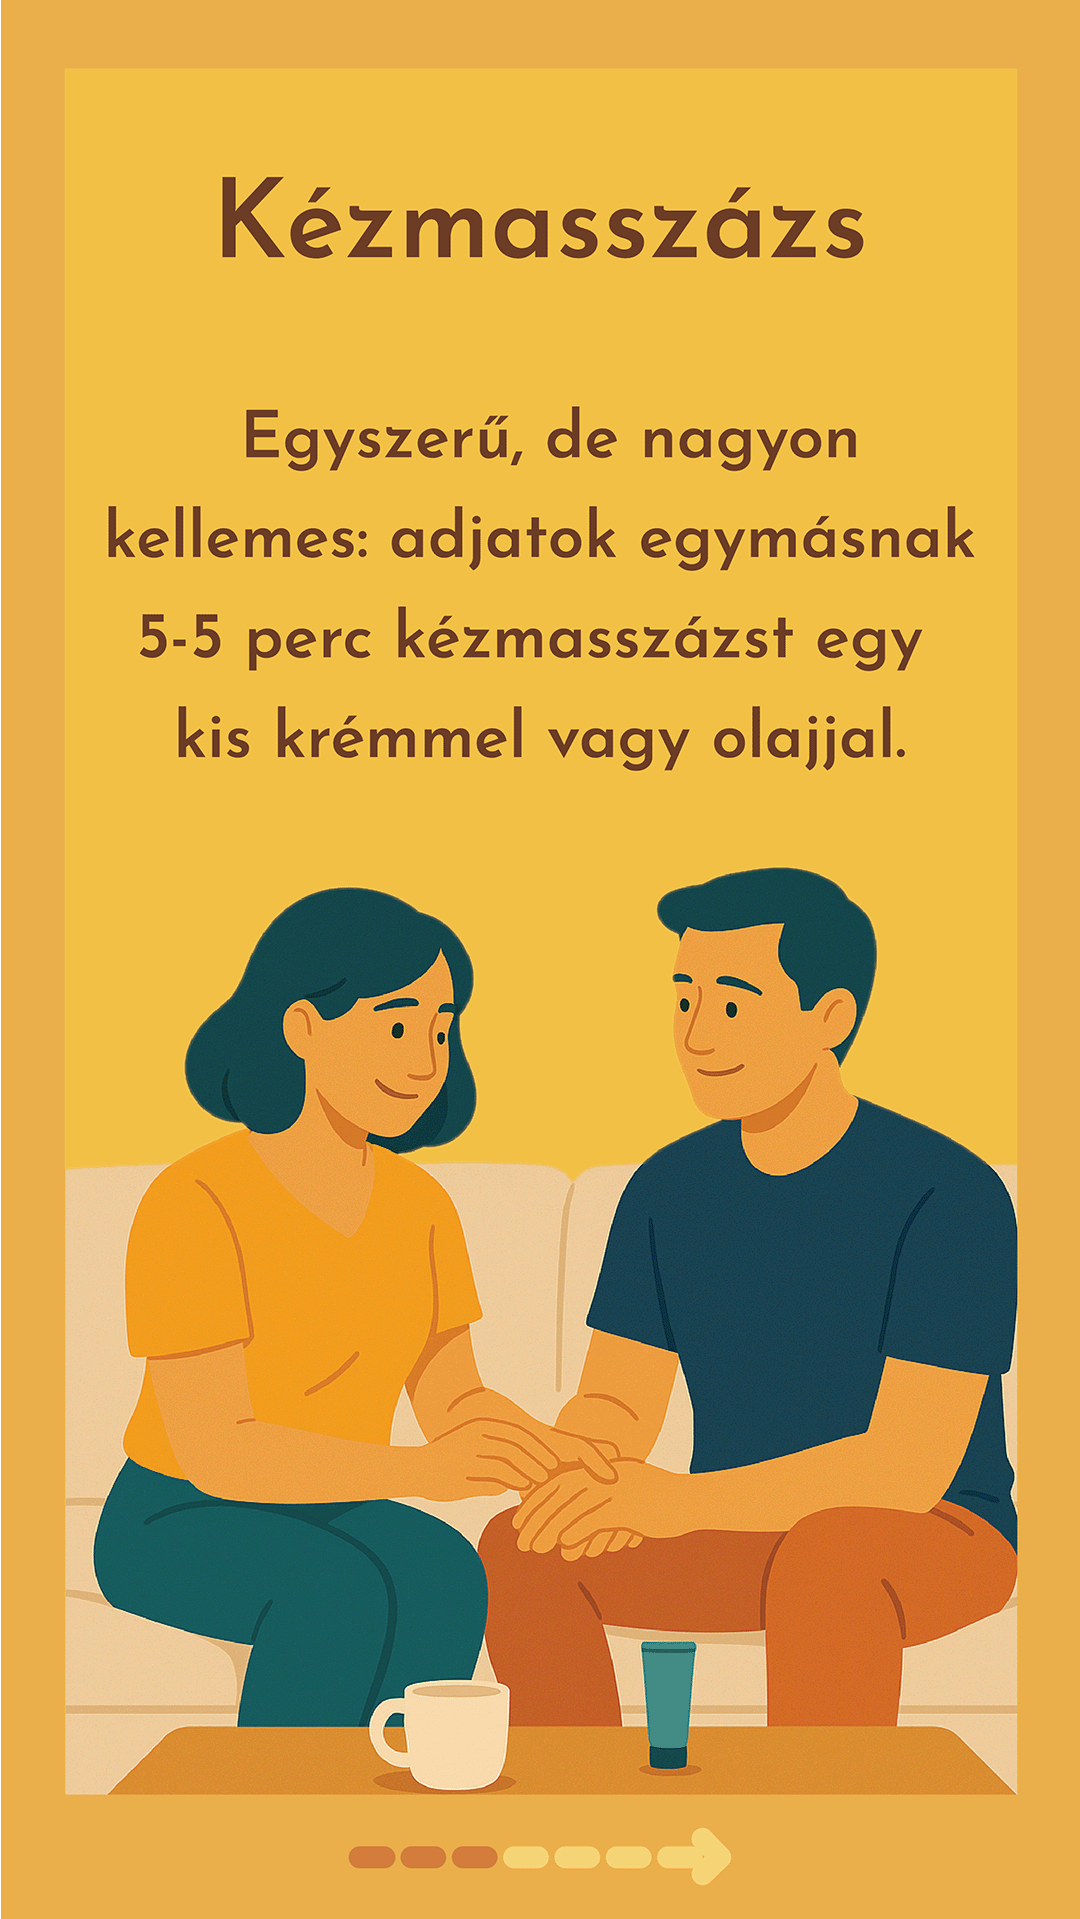 Kézmasszázs
Egyszerű, de nagyon
kellemes: adjatok egymásnak
5-5 perc kézmasszázst egy
kis krémmel vagy olajjal.